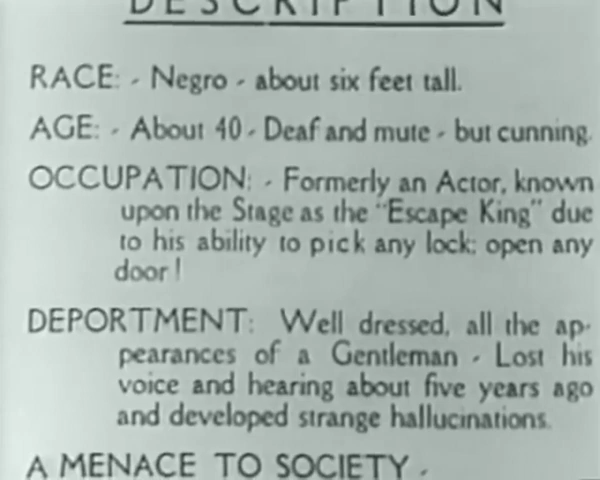 DESCRIPTION
RACE: - Negro - about six feet tall.
AGE: - About 40 - Deaf and mute - but cunning.
OCCUPATION: - Formerly an Actor, known
upon the Stage as the "Escape King" due
to his ability to pick any lock; open any
door!
DEPORTMENT: Well dressed, all the ap-
pearances of a Gentleman - Lost his
voice and hearing about five years ago
and developed strange hallucinations.
A MENACE TO SOCIETY -